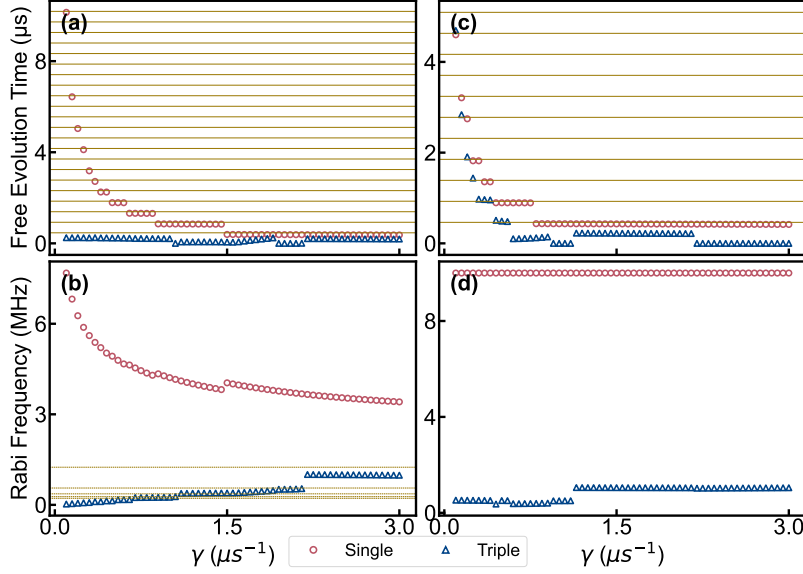 (a)
(c)
Free Evolution Time (μs)
8
4
0
4
2
0
(b)
(d)
Rabi Frequency (MHz)
6
3
0
8
4
0
0.0
1.5
3.0
0.0
1.5
3.0
γ (μs⁻¹)
Single
Triple
γ (μs⁻¹)